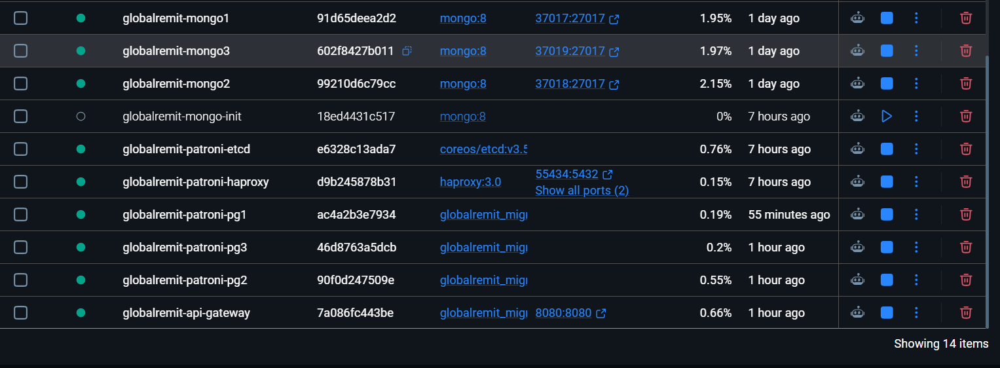 globalremit-mongo1 91d65deea2d2 mongo:8 37017:27017 1.95% 1 day ago
globalremit-mongo3 602f8427b011 mongo:8 37019:27017 1.97% 1 day ago
globalremit-mongo2 99210d6c79cc mongo:8 37018:27017 2.15% 1 day ago
globalremit-mongo-init 18ed4431c517 mongo:8 0% 7 hours ago
globalremit-patroni-etcd e6328c13ada7 coreos/etcd:v3.5 0.76% 7 hours ago
globalremit-patroni-haproxy d9b245878b31 haproxy:3.0 55434:5432 0.15% 7 hours ago
Show all ports (2)
globalremit-patroni-pg1 ac4a2b3e7934 globalremit_migr 0.19% 55 minutes ago
globalremit-patroni-pg3 46d8763a5dcb globalremit_migr 0.2% 1 hour ago
globalremit-patroni-pg2 90f0d247509e globalremit_migr 0.55% 1 hour ago
globalremit-api-gateway 7a086fc443be globalremit_migr 8080:8080 0.66% 1 hour ago
Showing 14 items